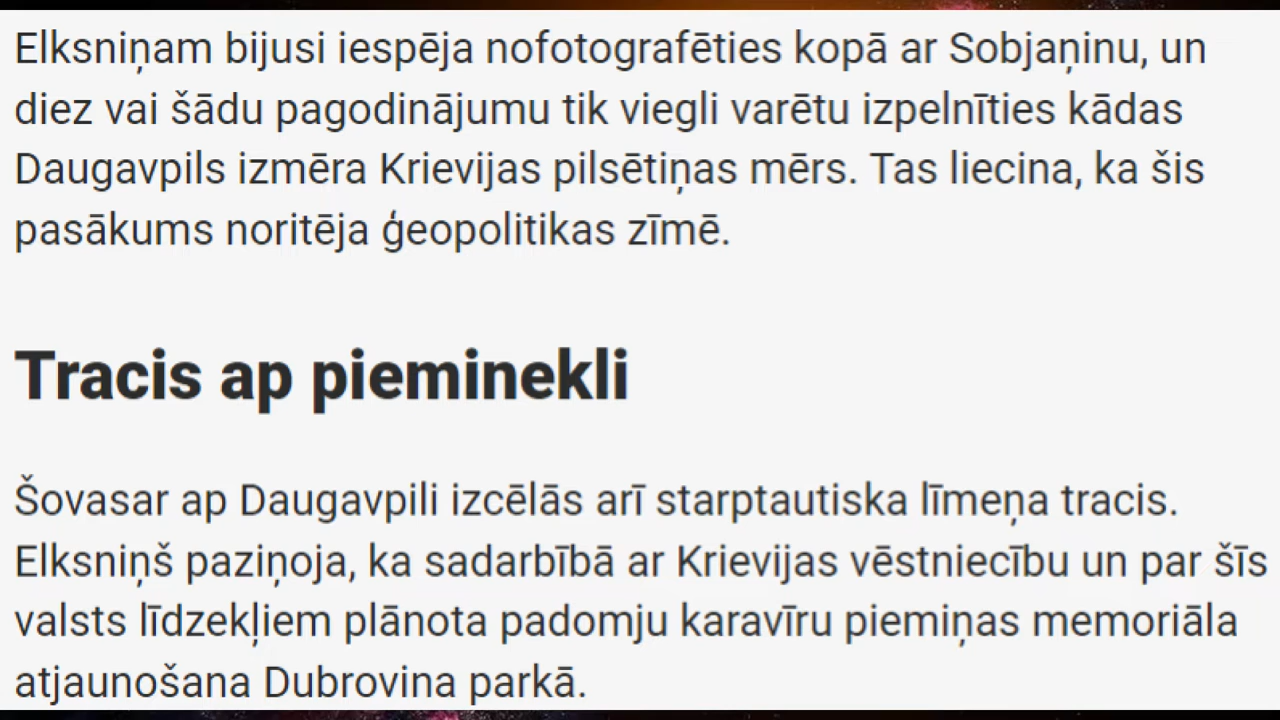 Elksniņam bijusi iespēja nofotografēties kopā ar Sobjaņinu, un
diez vai šādu pagodinājumu tik viegli varētu izpelnīties kādas
Daugavpils izmēra Krievijas pilsētiņas mērs. Tas liecina, ka šis
pasākums noritēja ģeopolitikas zīmē.
Tracis ap pieminekli
Šovasar ap Daugavpili izcēlās arī starptautiska līmeņa tracis.
Elksniņš paziņoja, ka sadarbībā ar Krievijas vēstniecību un par šīs
valsts līdzekļiem plānota padomju karavīru piemiņas memoriāla
atjaunošana Dubrovina parkā.